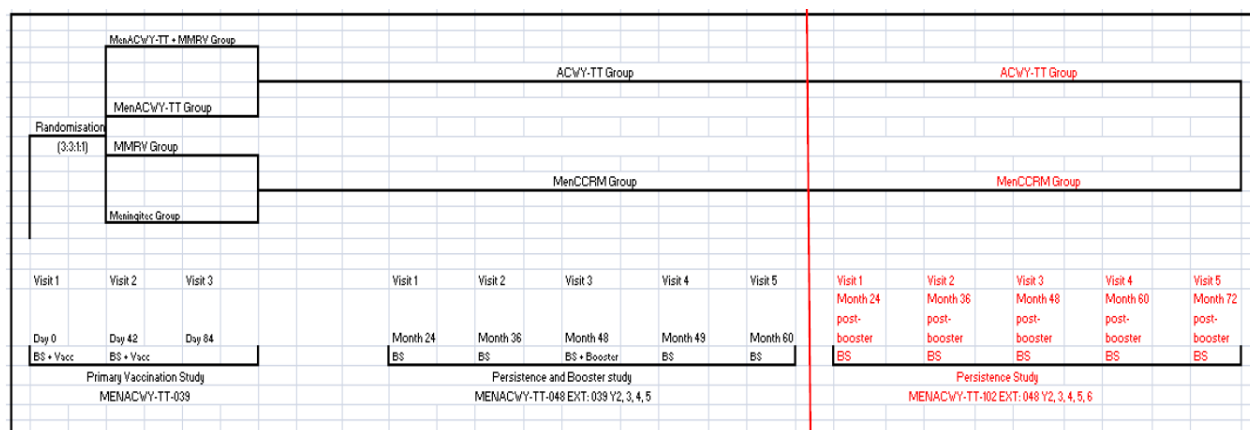 MenACWY-TT + MMRV Group
ACWY-TT Group
ACWY-TT Group
MenACWY-TT Group
Randomisation
(3:3:1:1)
MMRV Group
MenCCRM Group
MenCCRM Group
Meningitec Group
Visit 1 Visit 2 Visit 3 Visit 1 Visit 2 Visit 3 Visit 4 Visit 5 Visit 1 Visit 2 Visit 3 Visit 4 Visit 5
Month 24 Month 36 Month 48 Month 60 Month 72
post- post- post- post- post-
Day 0 Day 42 Day 84 Month 24 Month 36 Month 48 Month 49 Month 60 booster booster booster booster booster
BS + Vacc BS + Vacc BS BS BS + Booster BS BS BS BS BS BS BS
Primary Vaccination Study Persistence and Booster study Persistence Study
MENACWY-TT-039 MENACWY-TT-048 EXT: 039 Y2, 3, 4, 5 MENACWY-TT-102 EXT: 048 Y2, 3, 4, 5, 6